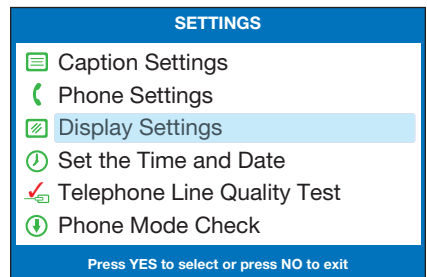 SETTINGS
Caption Settings
Phone Settings
Display Settings
Set the Time and Date
Telephone Line Quality Test
Phone Mode Check
Press YES to select or press NO to exit